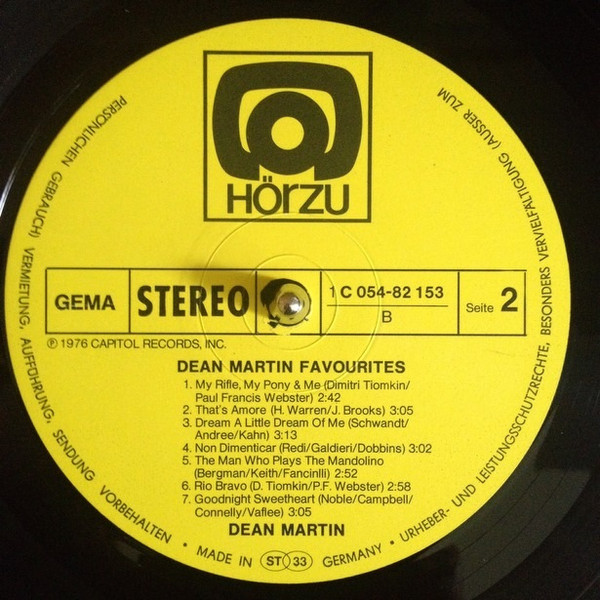 HÖRZU
GEMA
STEREO
1 C 054-82 153
B
Seite 2
℗ 1976 CAPITOL RECORDS, INC.
DEAN MARTIN FAVOURITES
1. My Rifle, My Pony & Me (Dimitri Tiomkin/
Paul Francis Webster) 2:42
2. That's Amore (H. Warren/J. Brooks) 3:05
3. Dream A Little Dream Of Me (Schwandt/
Andree/Kahn) 3:13
4. Non Dimenticar (Redi/Galdieri/Dobbins) 3:02
5. The Man Who Plays The Mandolino
(Bergman/Keith/Fancinlli) 2:52
6. Rio Bravo (D. Tiomkin/P.F. Webster) 2:58
7. Goodnight Sweetheart (Noble/Campbell/
Connelly/Vaflee) 3:05
DEAN MARTIN
• MADE IN ST 33 GERMANY • URHEBER- UND LEISTUNGSSCHUTZRECHTE, BESONDERS VERVIELFÄLTIGUNG (AUSSER ZUM
PERSÖNLICHEN GEBRAUCH) VERMIETUNG, AUFFÜHRUNG, SENDUNG VORBEHALTEN